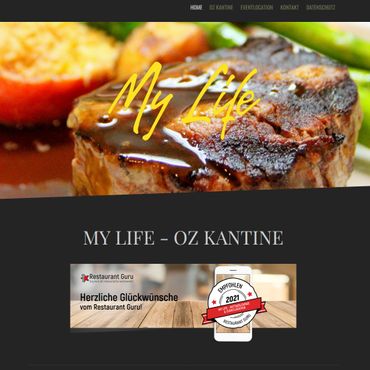 HOME OZ KANTINE EVENTLOCATION KONTAKT DATENSCHUTZ
My Life
MY LIFE - OZ KANTINE
Restaurant Guru
Herzliche Glückwünsche
vom Restaurant Guru!
EMPFOHLEN
2021
RESTAURANT GURU